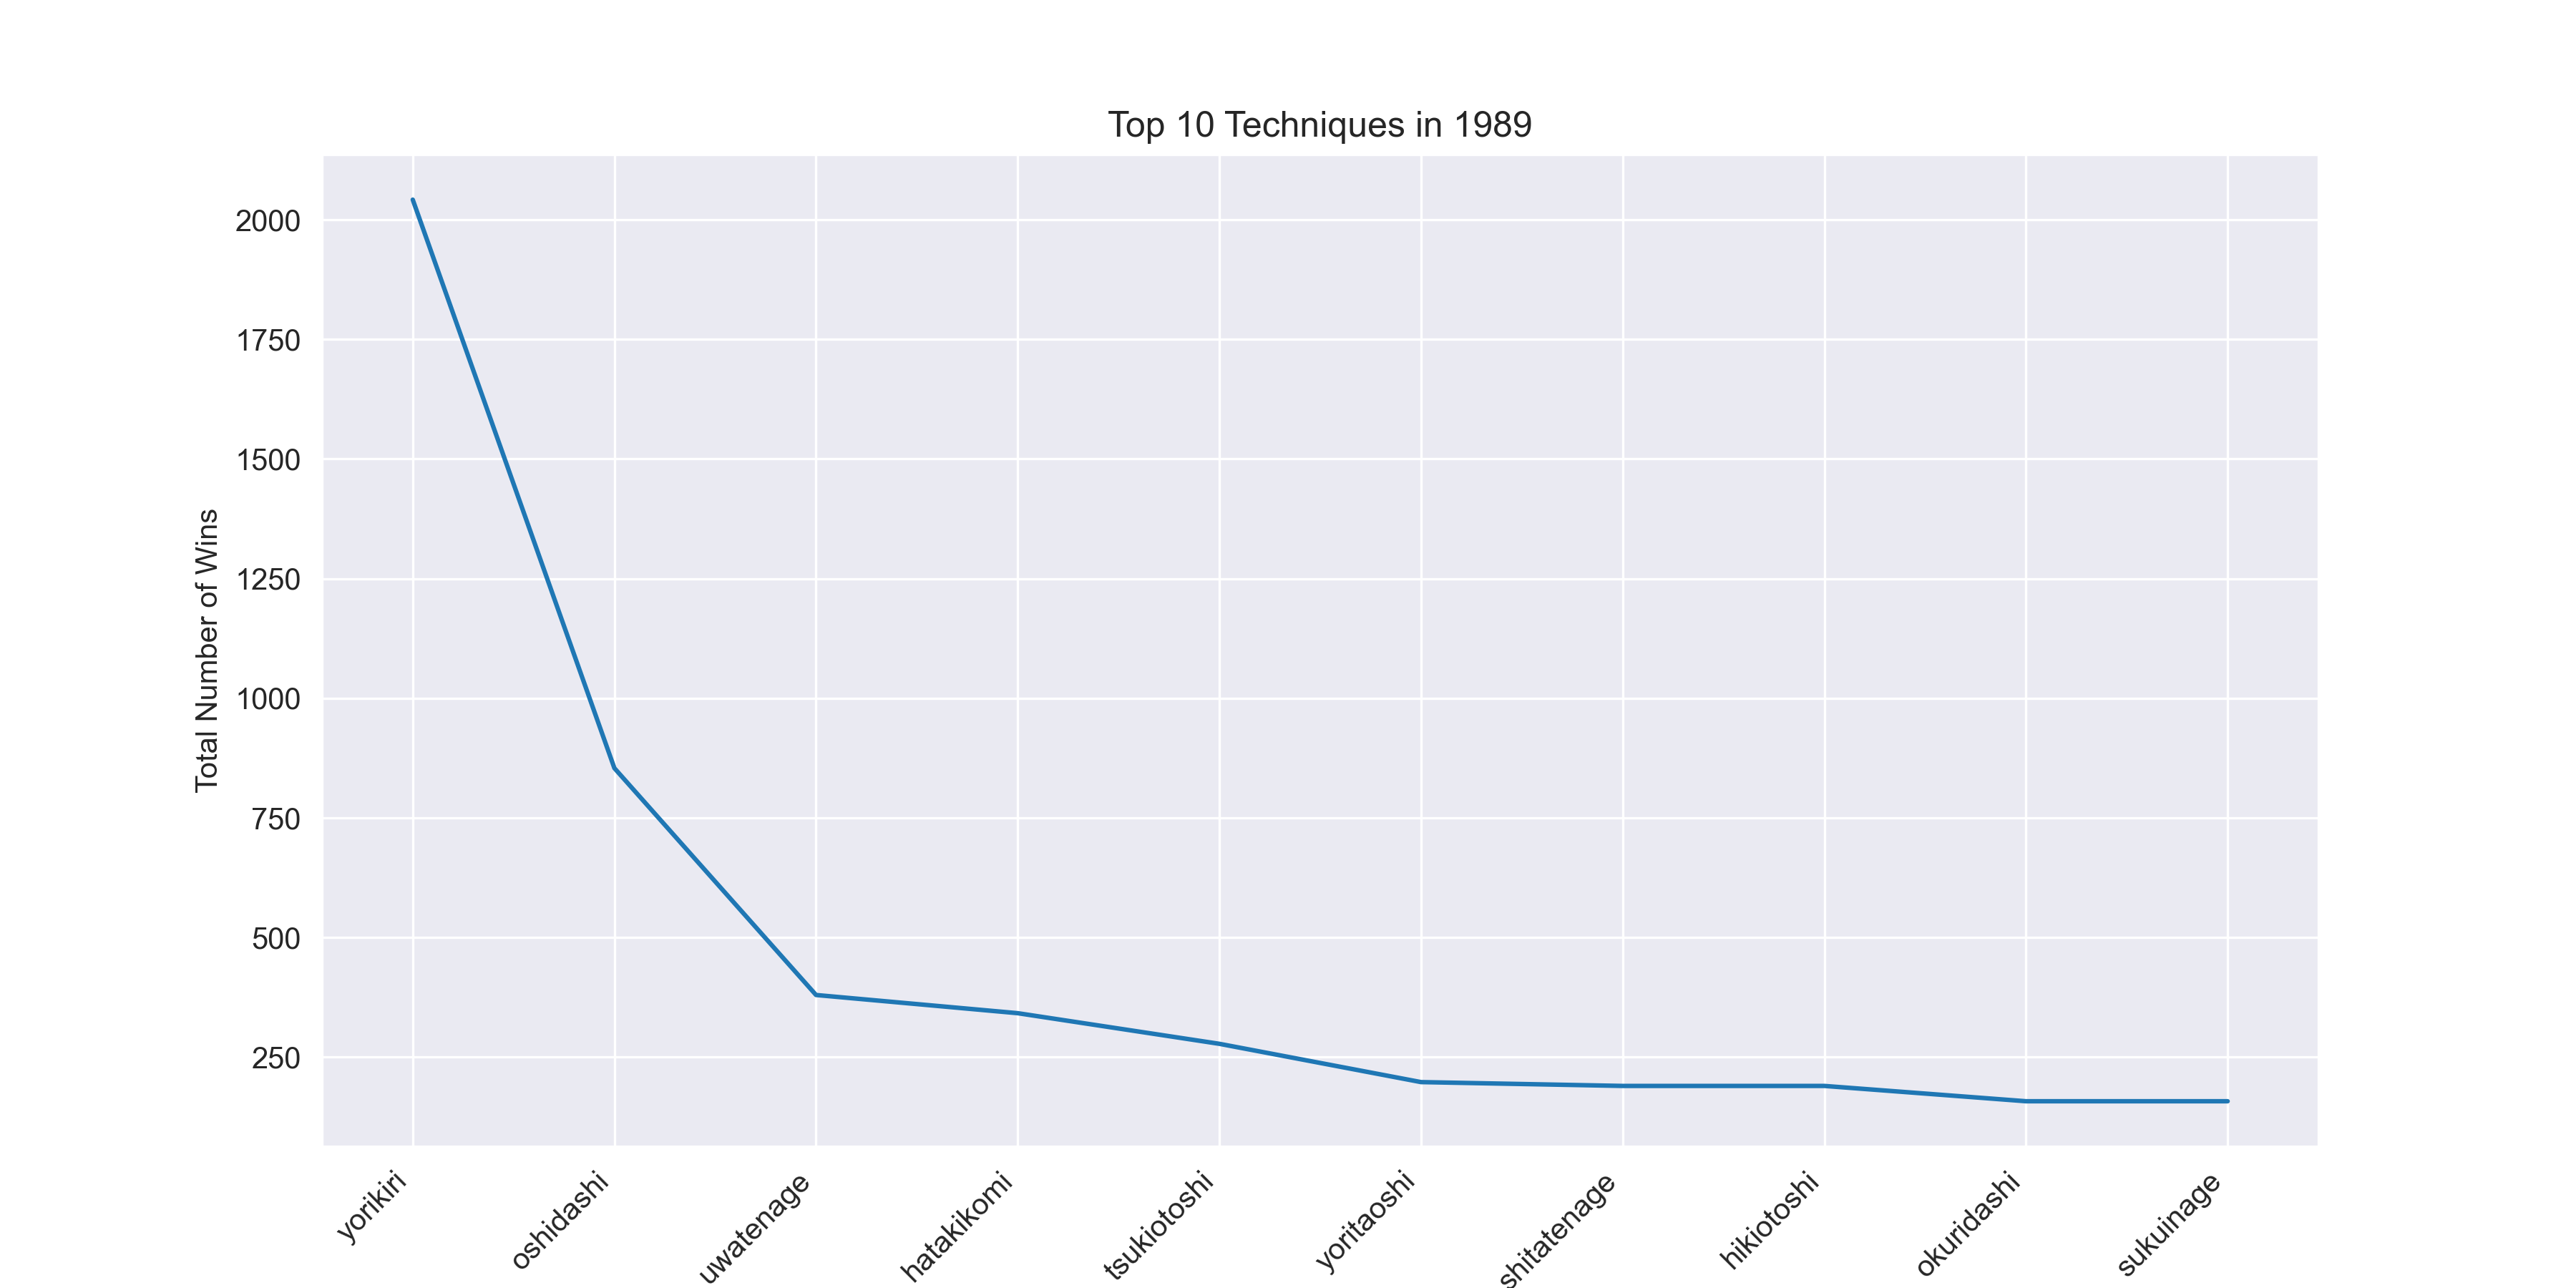 Top 10 Techniques in 1989
Total Number of Wins
2000
1750
1500
1250
1000
750
500
250
yorikiri
oshidashi
uwatenage
hatakikomi
tsukiotoshi
yoritaoshi
shitatenage
hikiotoshi
okuridashi
sukuinage